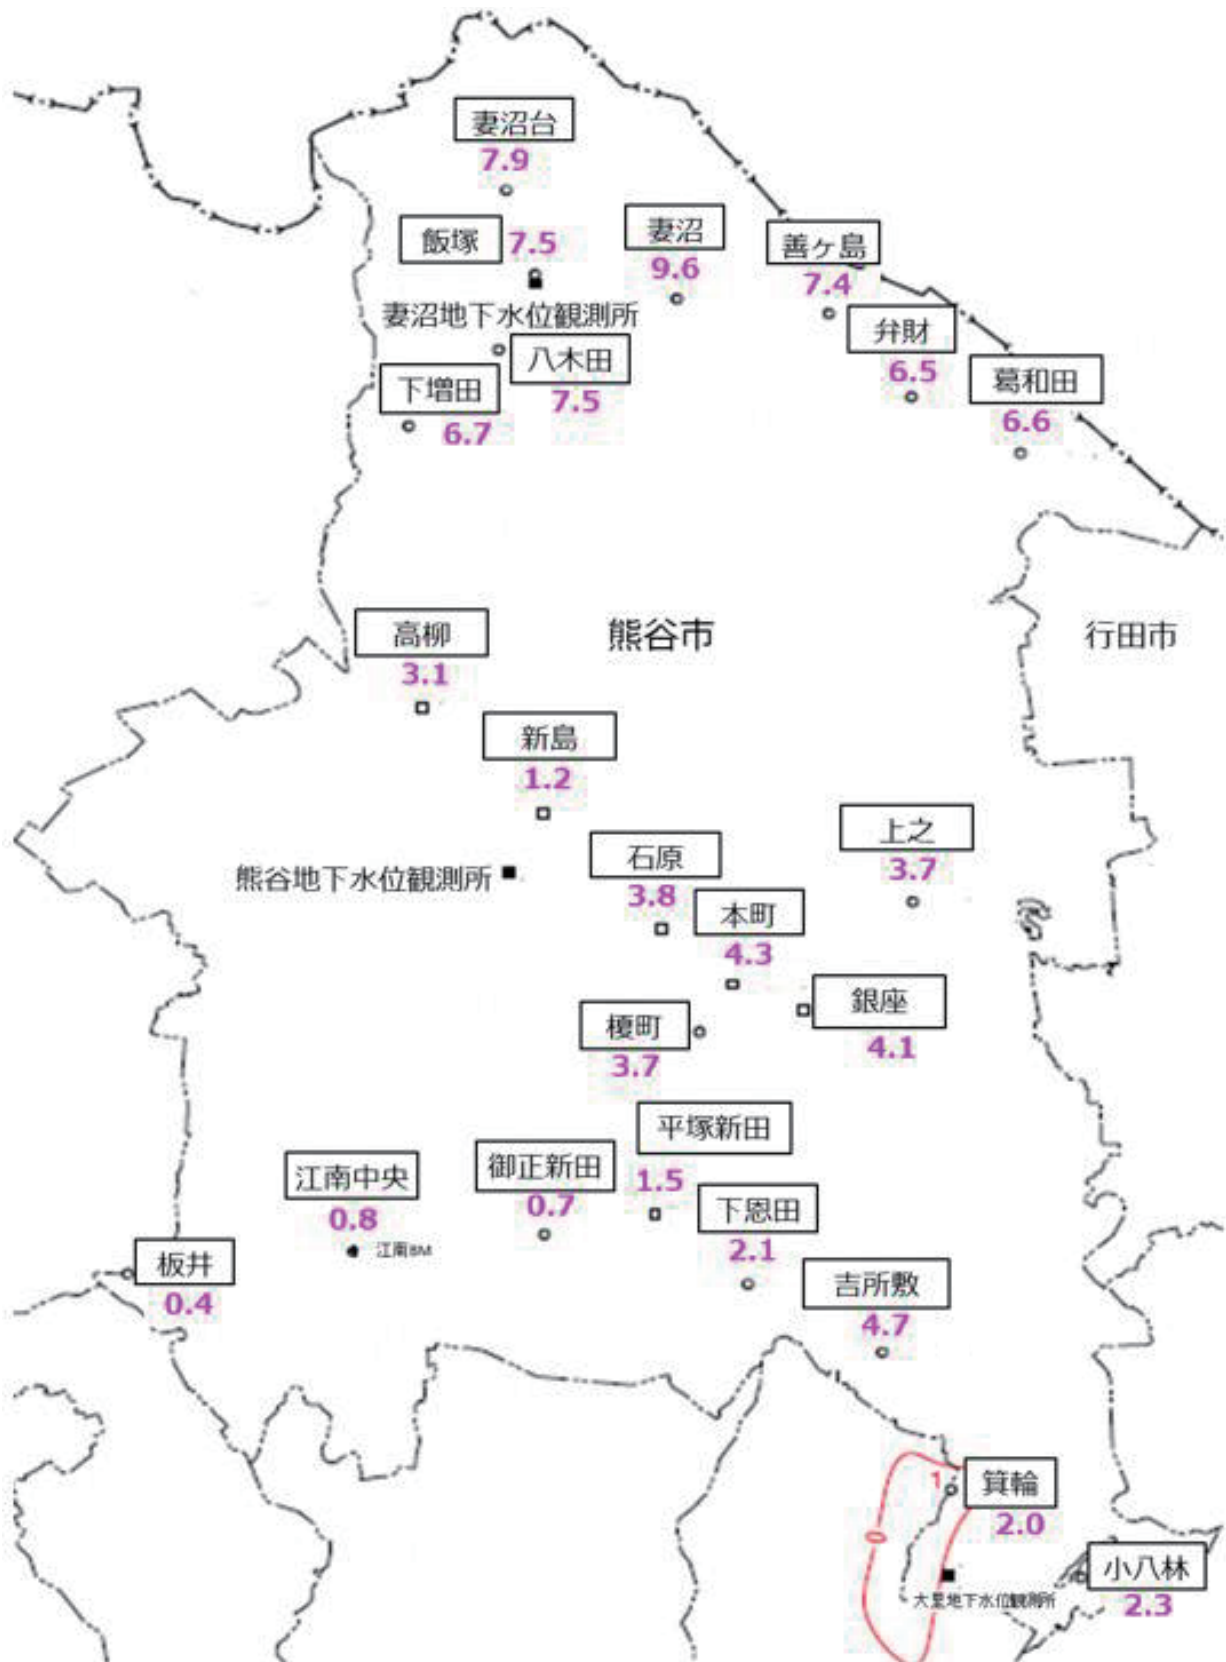 妻沼台
7.9
飯塚
7.5
妻沼
9.6
善ヶ島
7.4
妻沼地下水位観測所
弁財
6.5
八木田
7.5
下増田
6.7
葛和田
6.6
高柳
3.1
熊谷市
行田市
新島
1.2
上之
3.7
石原
3.8
熊谷地下水位観測所
本町
4.3
銀座
4.1
榎町
3.7
平塚新田
1.5
御正新田
0.7
江南中央
0.8
江南BM
下恩田
2.1
板井
0.4
吉所敷
4.7
1
箕輪
2.0
0
小八林
2.3
大里地下水位観測所